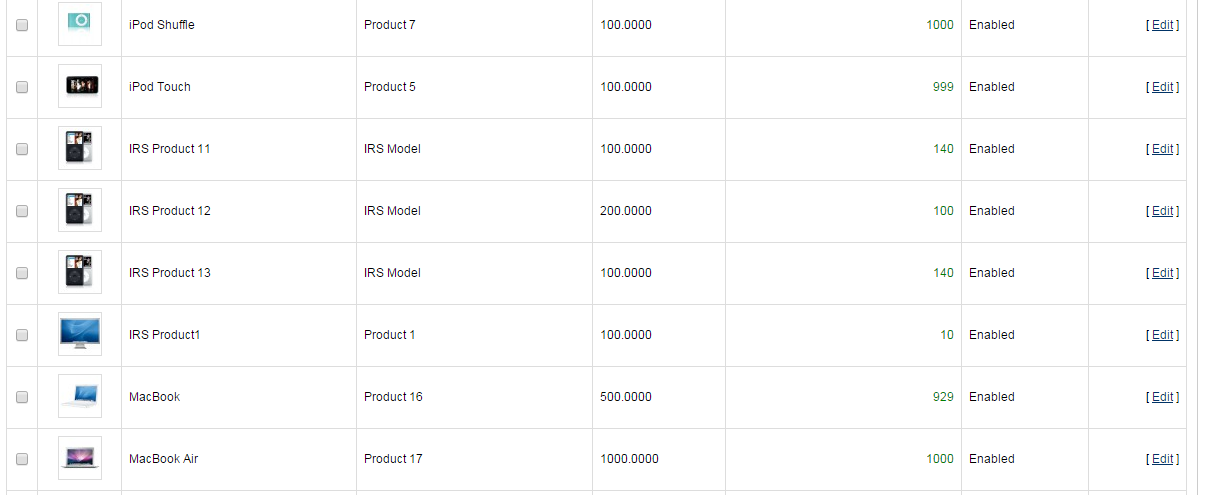 iPod Shuffle Product 7 100.0000 1000 Enabled [ Edit ]
iPod Touch Product 5 100.0000 999 Enabled [ Edit ]
IRS Product 11 IRS Model 100.0000 140 Enabled [ Edit ]
IRS Product 12 IRS Model 200.0000 100 Enabled [ Edit ]
IRS Product 13 IRS Model 100.0000 140 Enabled [ Edit ]
IRS Product1 Product 1 100.0000 10 Enabled [ Edit ]
MacBook Product 16 500.0000 929 Enabled [ Edit ]
MacBook Air Product 17 1000.0000 1000 Enabled [ Edit ]